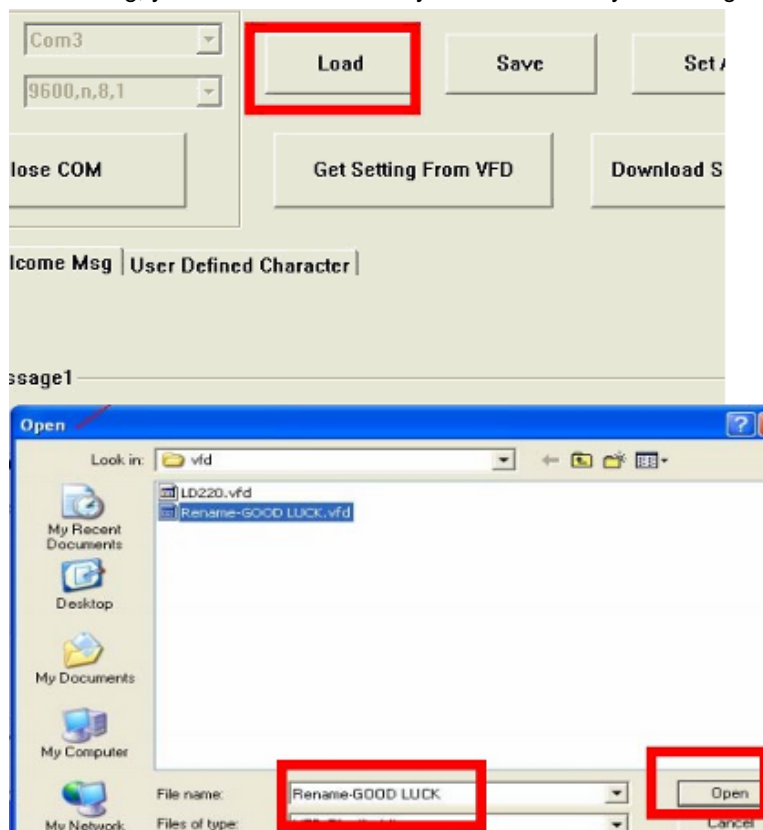 Com3
Load
Save
Set
9600,n,8,1
lose COM
Get Setting From VFD
Download S
lcome Msg
User Defined Character
ssage1
Open
Look in:
vfd
LD220.vfd
Rename-GOOD LUCK.vfd
My Recent
Documents
Desktop
My Documents
My Computer
My Network
File name:
Rename-GOOD LUCK
Open
Files of type:
Cancel